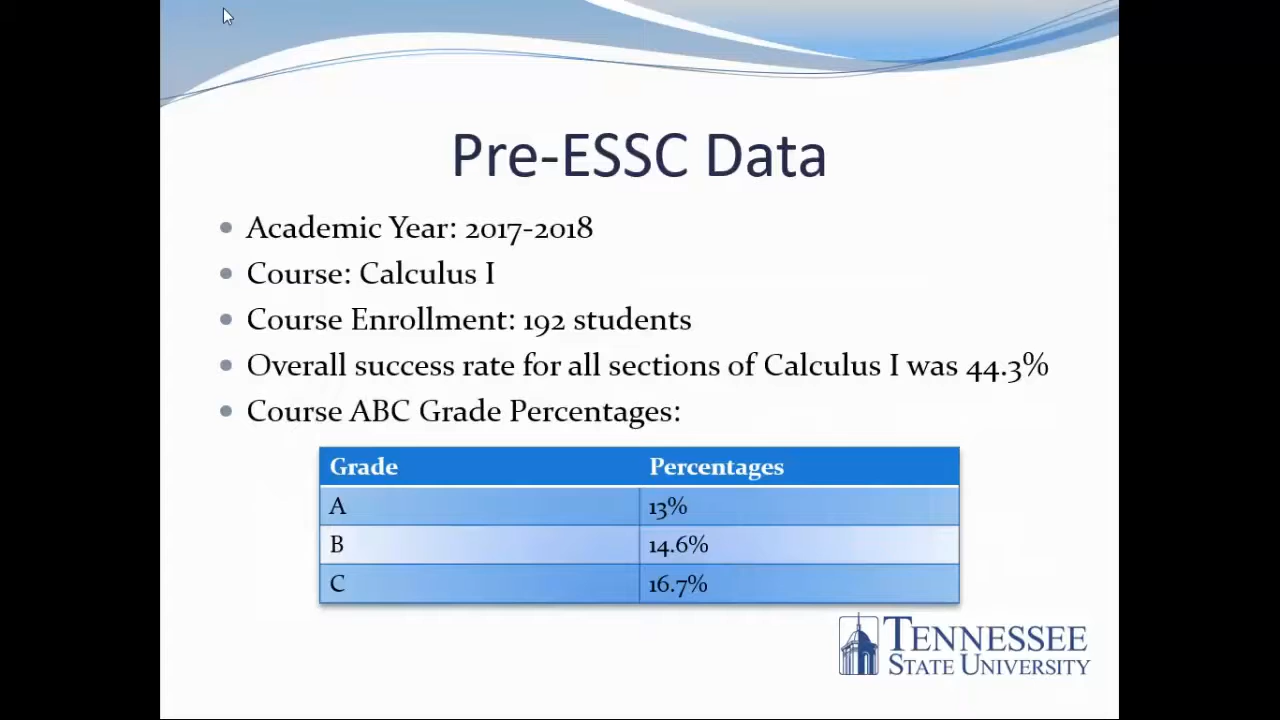 Pre-ESSC Data
Academic Year: 2017-2018
Course: Calculus I
Course Enrollment: 192 students
Overall success rate for all sections of Calculus I was 44.3%
Course ABC Grade Percentages:
Grade Percentages
A 13%
B 14.6%
C 16.7%
TENNESSEE
STATE UNIVERSITY